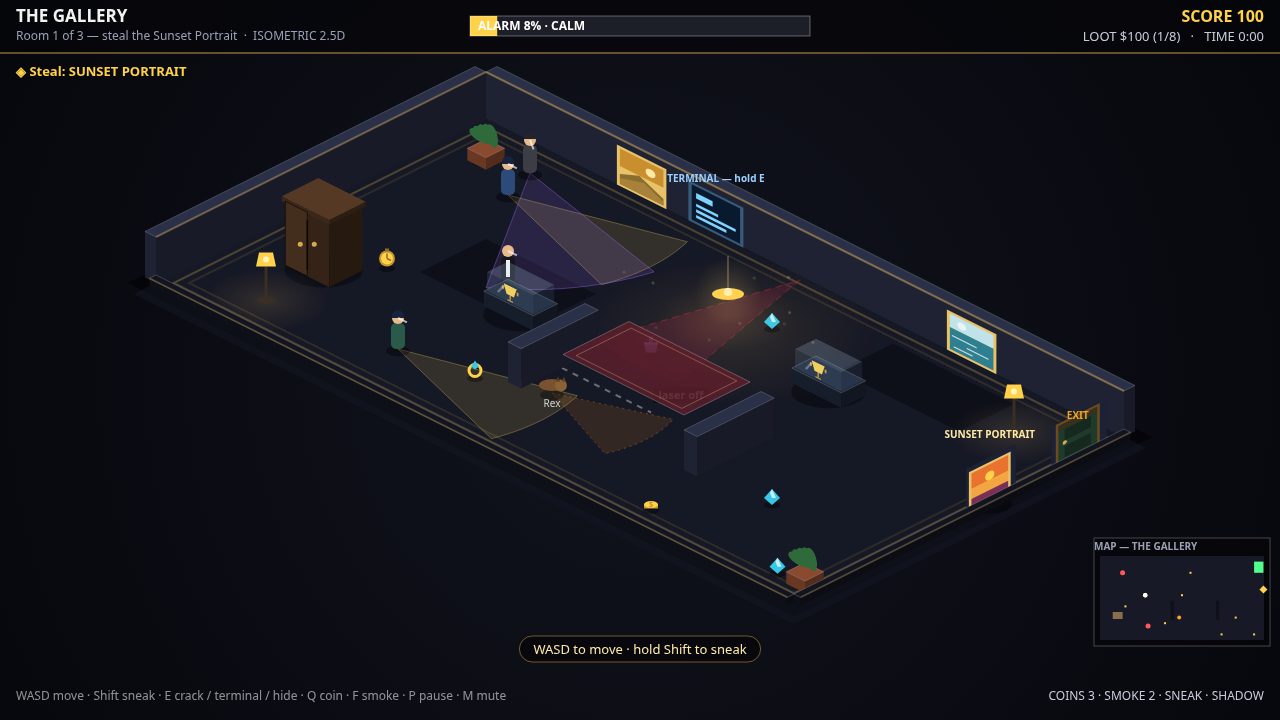 THE GALLERY
Room 1 of 3 — steal the Sunset Portrait · ISOMETRIC 2.5D
ALARM 8% · CALM
SCORE 100
LOOT $100 (1/8) · TIME 0:00
◈ Steal: SUNSET PORTRAIT
TERMINAL — hold E
laser off
Rex
EXIT
SUNSET PORTRAIT
MAP — THE GALLERY
WASD to move · hold Shift to sneak
WASD move · Shift sneak · E crack / terminal / hide · Q coin · F smoke · P pause · M mute
COINS 3 · SMOKE 2 · SNEAK · SHADOW